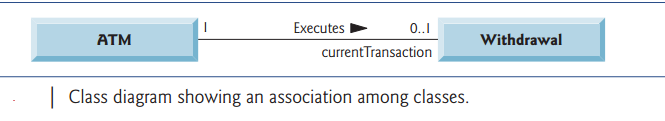 ATM 1 Executes ▶ 0..1 Withdrawal
currentTransaction
Class diagram showing an association among classes.